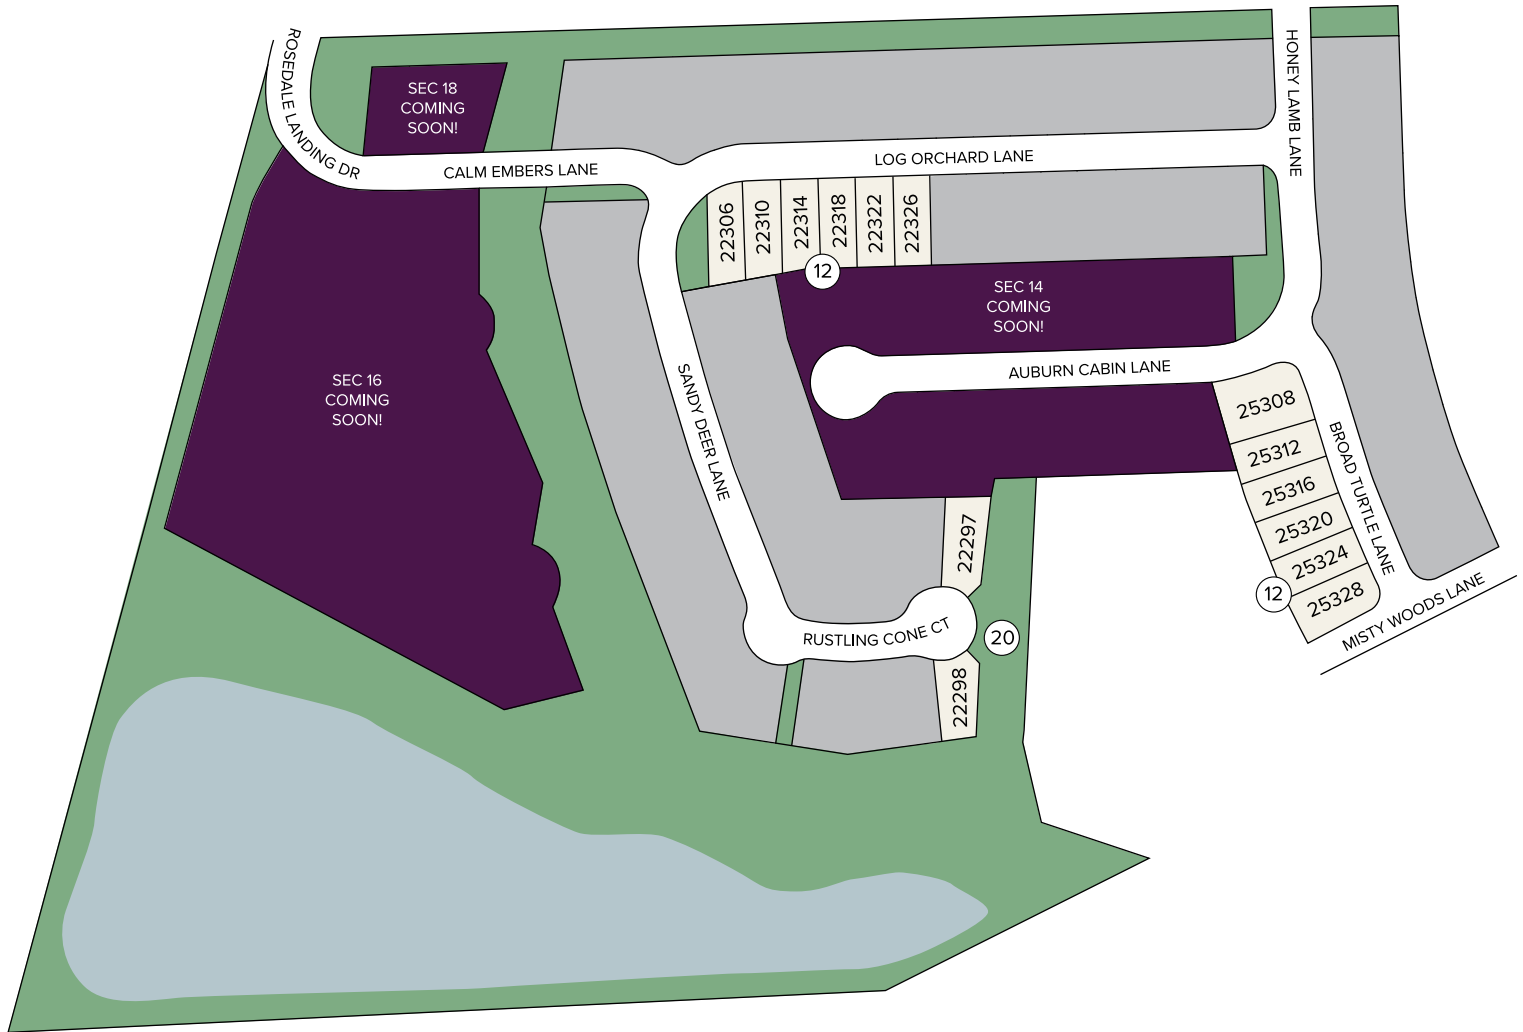 ROSEDALE LANDING DR
SEC 18
COMING
SOON!
CALM EMBERS LANE
LOG ORCHARD LANE
HONEY LAMB LANE
22306
22310
22314
22318
22322
22326
12
SEC 14
COMING
SOON!
SEC 16
COMING
SOON!
SANDY DEER LANE
AUBURN CABIN LANE
25308
25312
25316
25320
25324
25328
BROAD TURTLE LANE
12
MISTY WOODS LANE
22297
RUSTLING CONE CT
20
22298